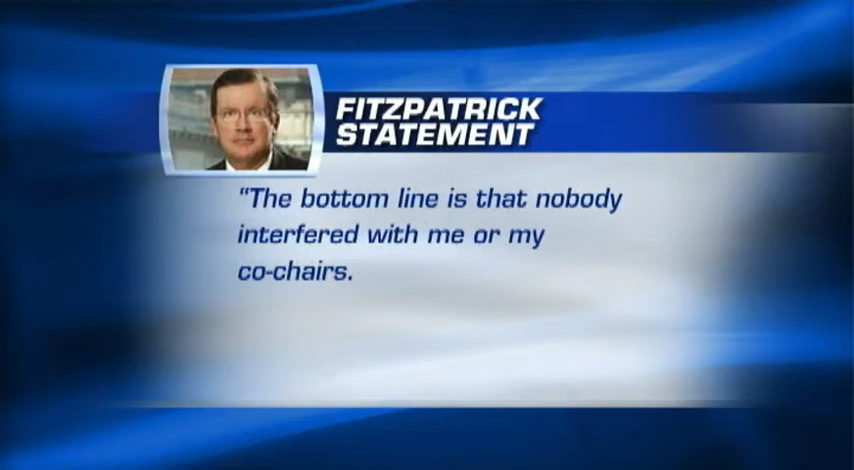 FITZPATRICK
STATEMENT
“The bottom line is that nobody
interfered with me or my
co-chairs.